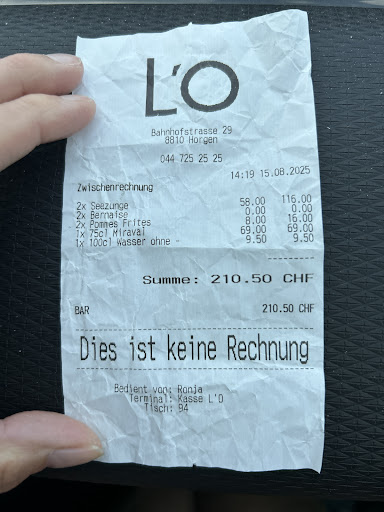 L'O
Bahnhofstrasse 29
8810 Horgen
044 725 25 25
14:19 15.08.2025
Zwischenrechnung
2x Seezunge 58.00 116.00
2x Barnaise 0.00 0.00
2x Pommes Frites 8.00 16.00
1x 75cl Miraval 69.00 69.00
1x 100cl Wasser ohne - 9.50 9.50
Summe: 210.50 CHF
BAR 210.50 CHF
Dies ist keine Rechnung
Bedient von: Ronja
Terminal: Kasse L'O
Tisch: 94